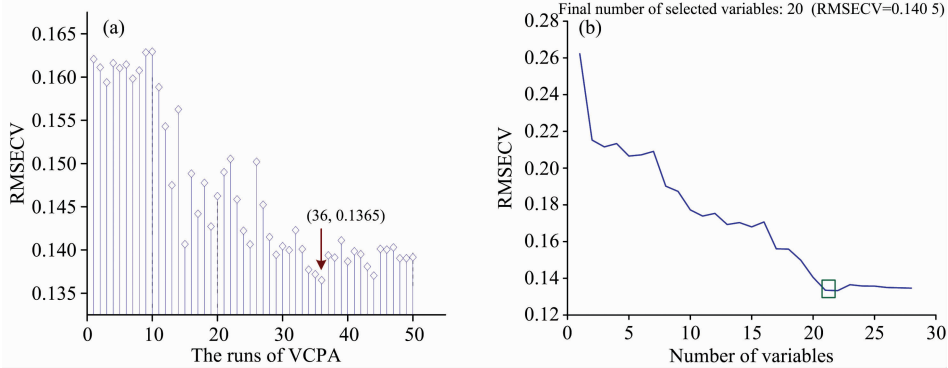 (a)
RMSECV
0.165
0.160
0.155
0.150
0.145
0.140
0.135
(36, 0.1365)
0 10 20 30 40 50
The runs of VCPA
Final number of selected variables: 20 (RMSECV=0.140 5)
(b)
RMSECV
0.28
0.26
0.24
0.22
0.20
0.18
0.16
0.14
0.12
0 5 10 15 20 25 30
Number of variables